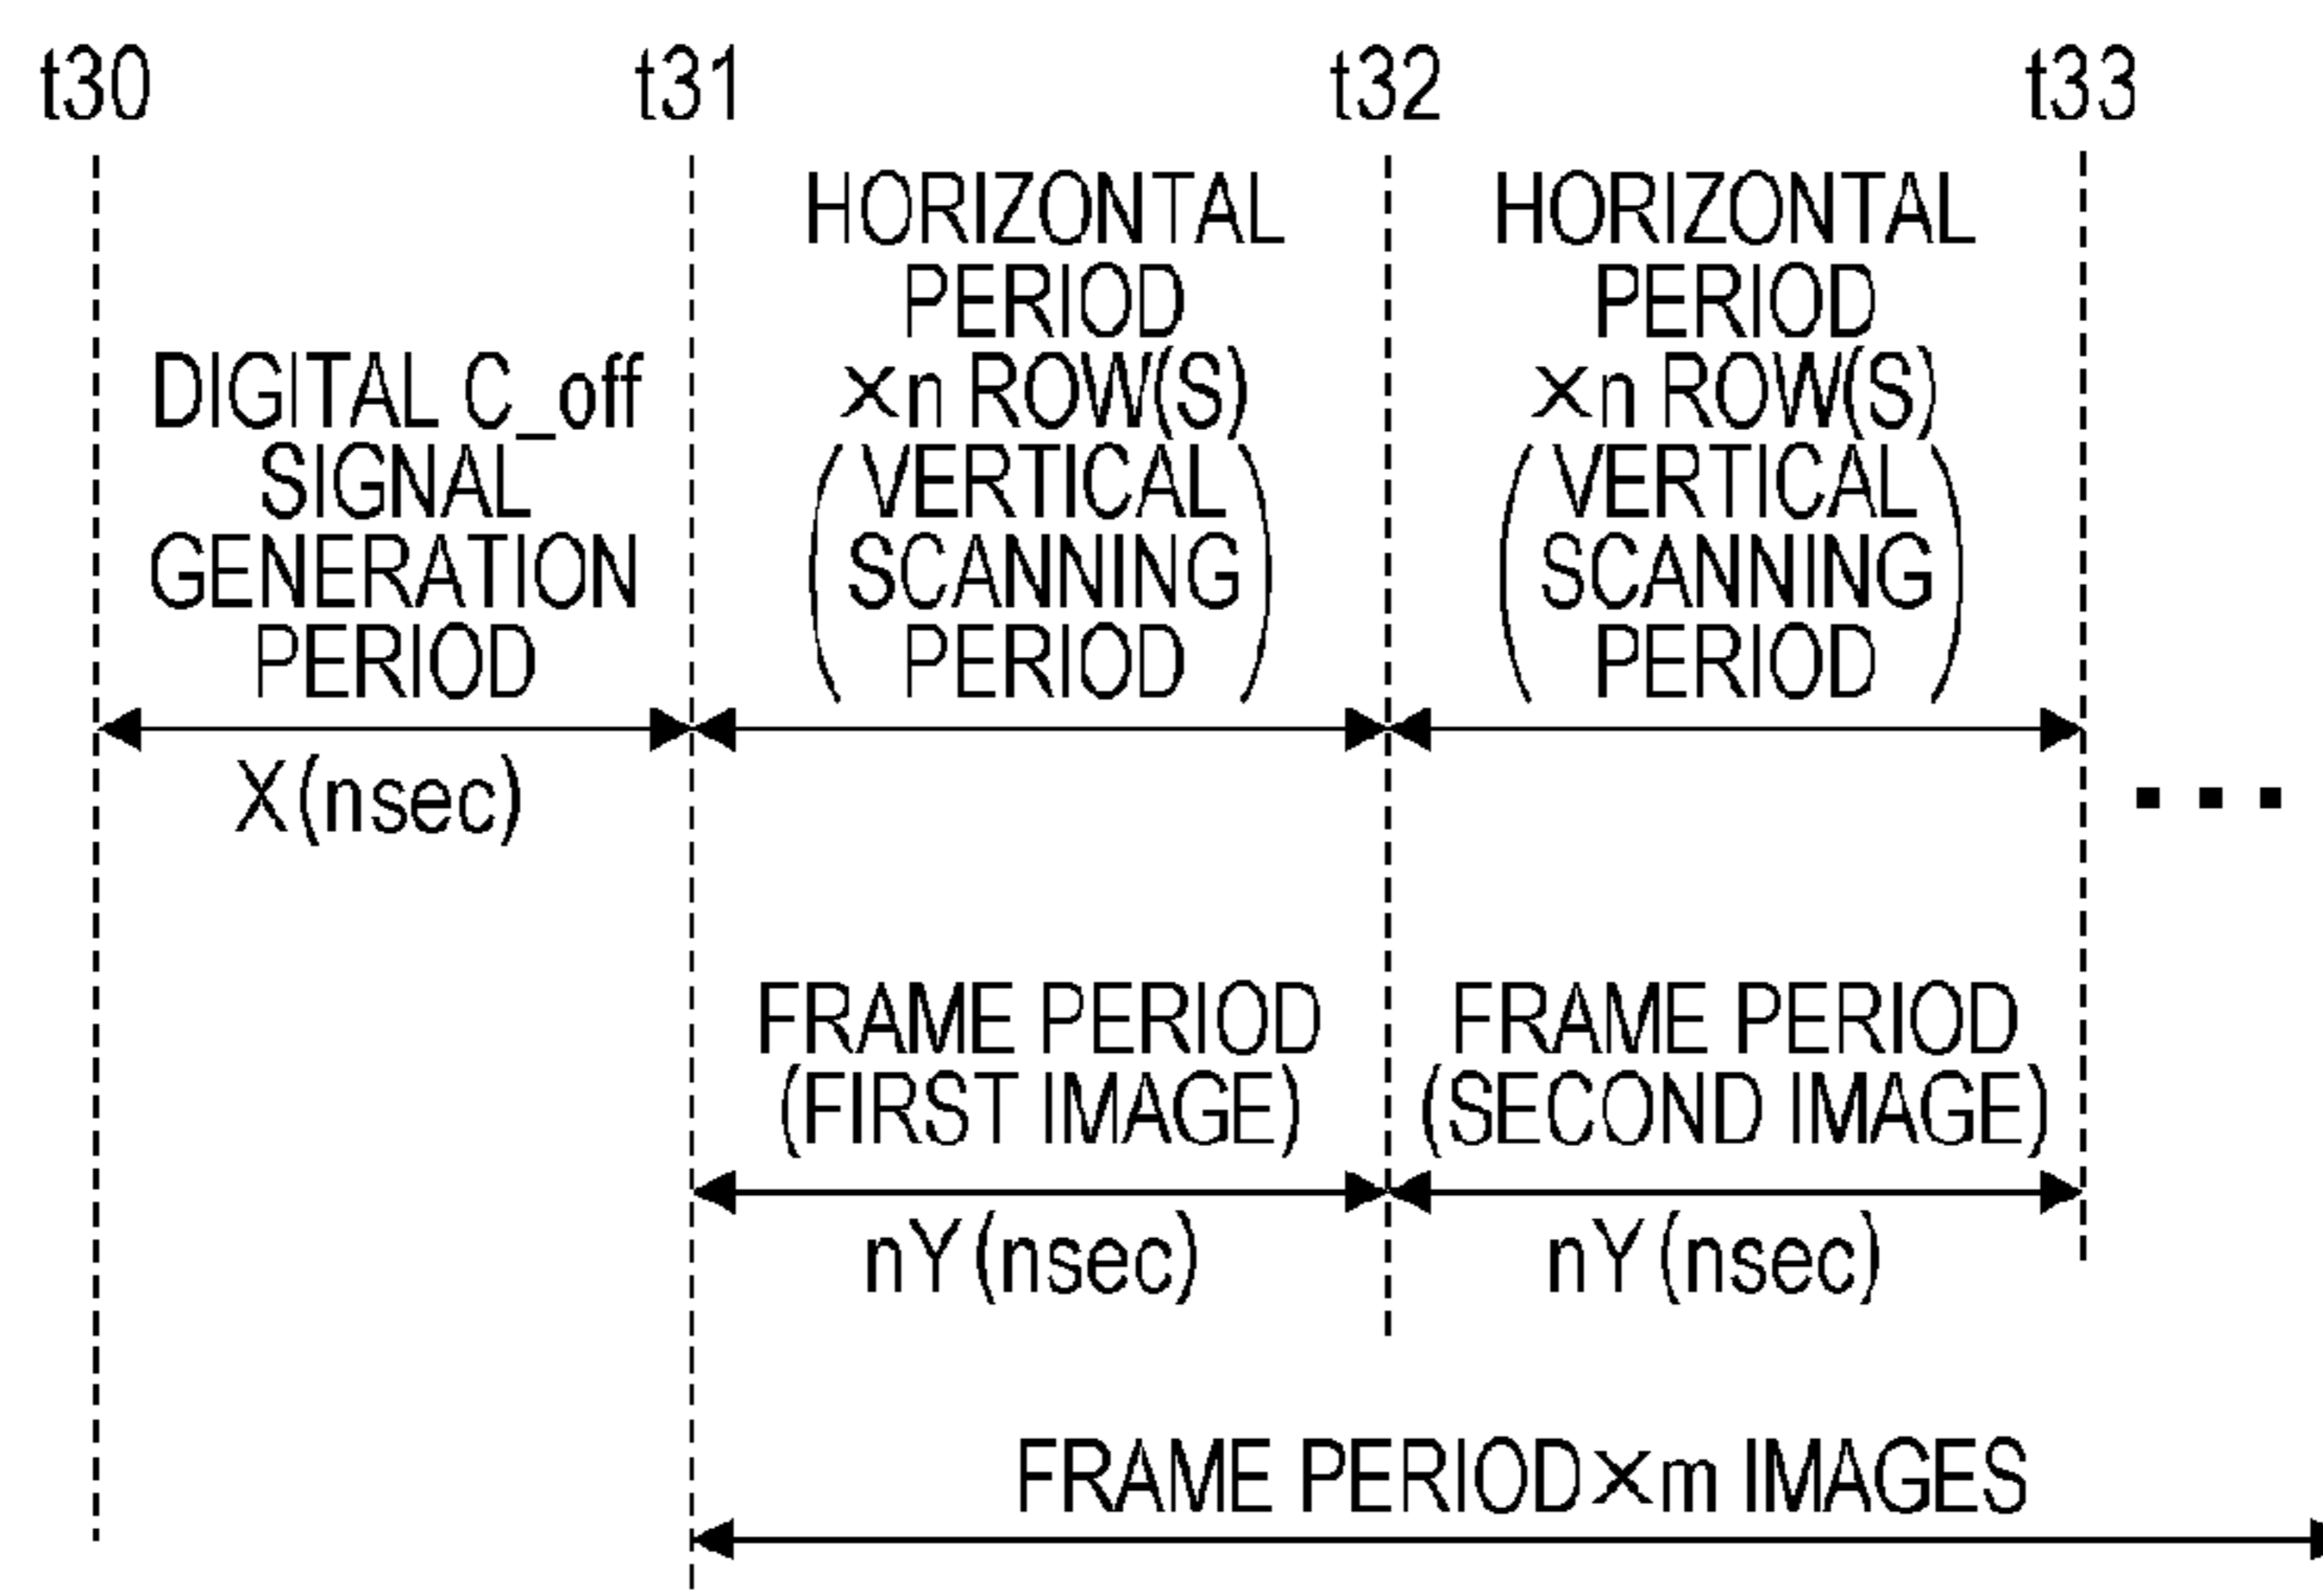 t30
t31
t32
t33
DIGITAL C_off
SIGNAL
GENERATION
PERIOD
X(nsec)
HORIZONTAL
PERIOD
×n ROW(S)
(VERTICAL
SCANNING
PERIOD)
HORIZONTAL
PERIOD
×n ROW(S)
(VERTICAL
SCANNING
PERIOD)
...
FRAME PERIOD
(FIRST IMAGE)
nY(nsec)
FRAME PERIOD
(SECOND IMAGE)
nY(nsec)
FRAME PERIOD×m IMAGES